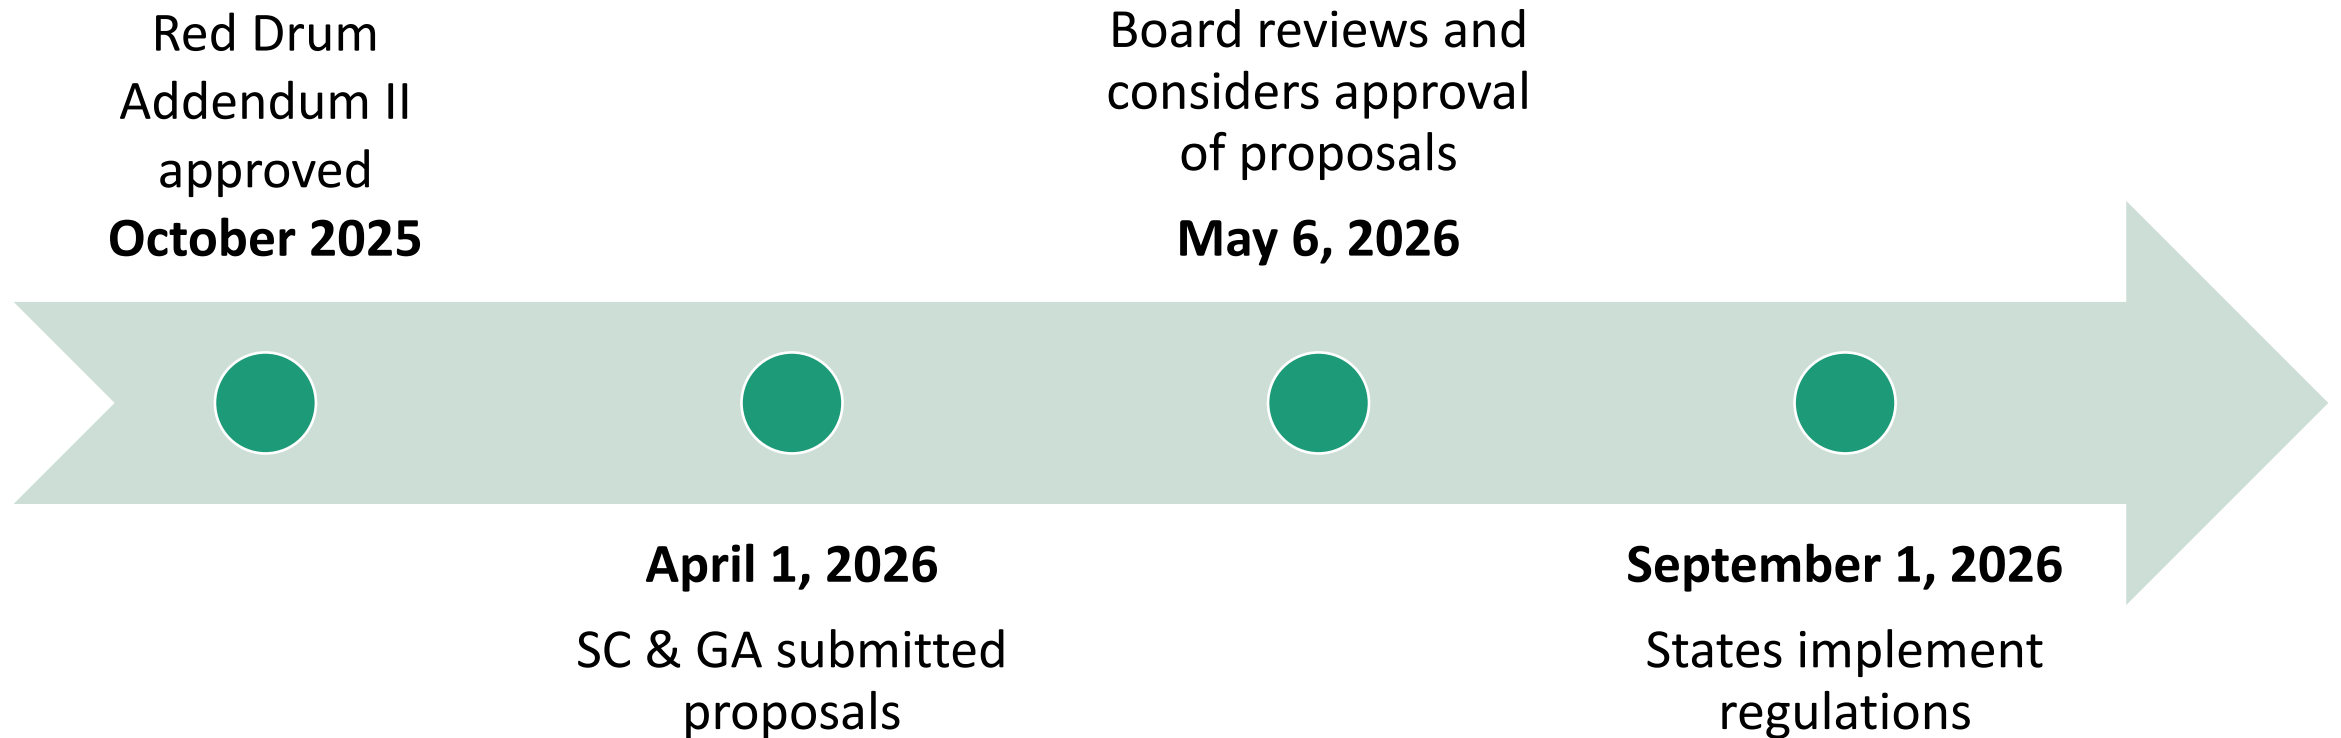 Red Drum
Addendum II
approved
October 2025
April 1, 2026
SC & GA submitted
proposals
Board reviews and
considers approval
of proposals
May 6, 2026
September 1, 2026
States implement
regulations